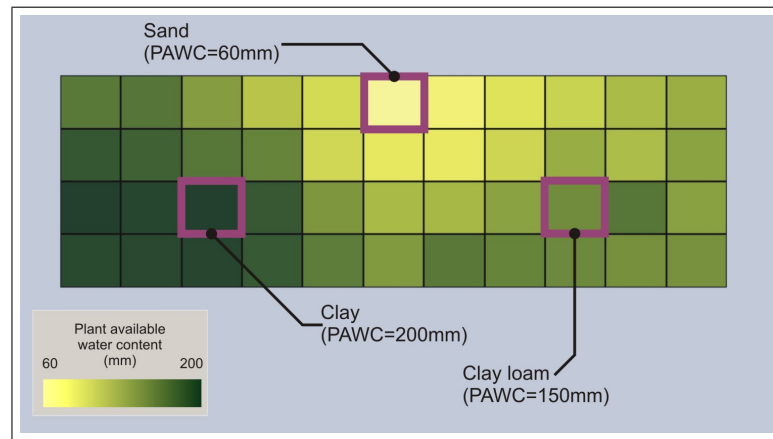 Sand
(PAWC=60mm)
Clay
(PAWC=200mm)
Clay loam
(PAWC=150mm)
Plant available
water content
(mm)
60 200